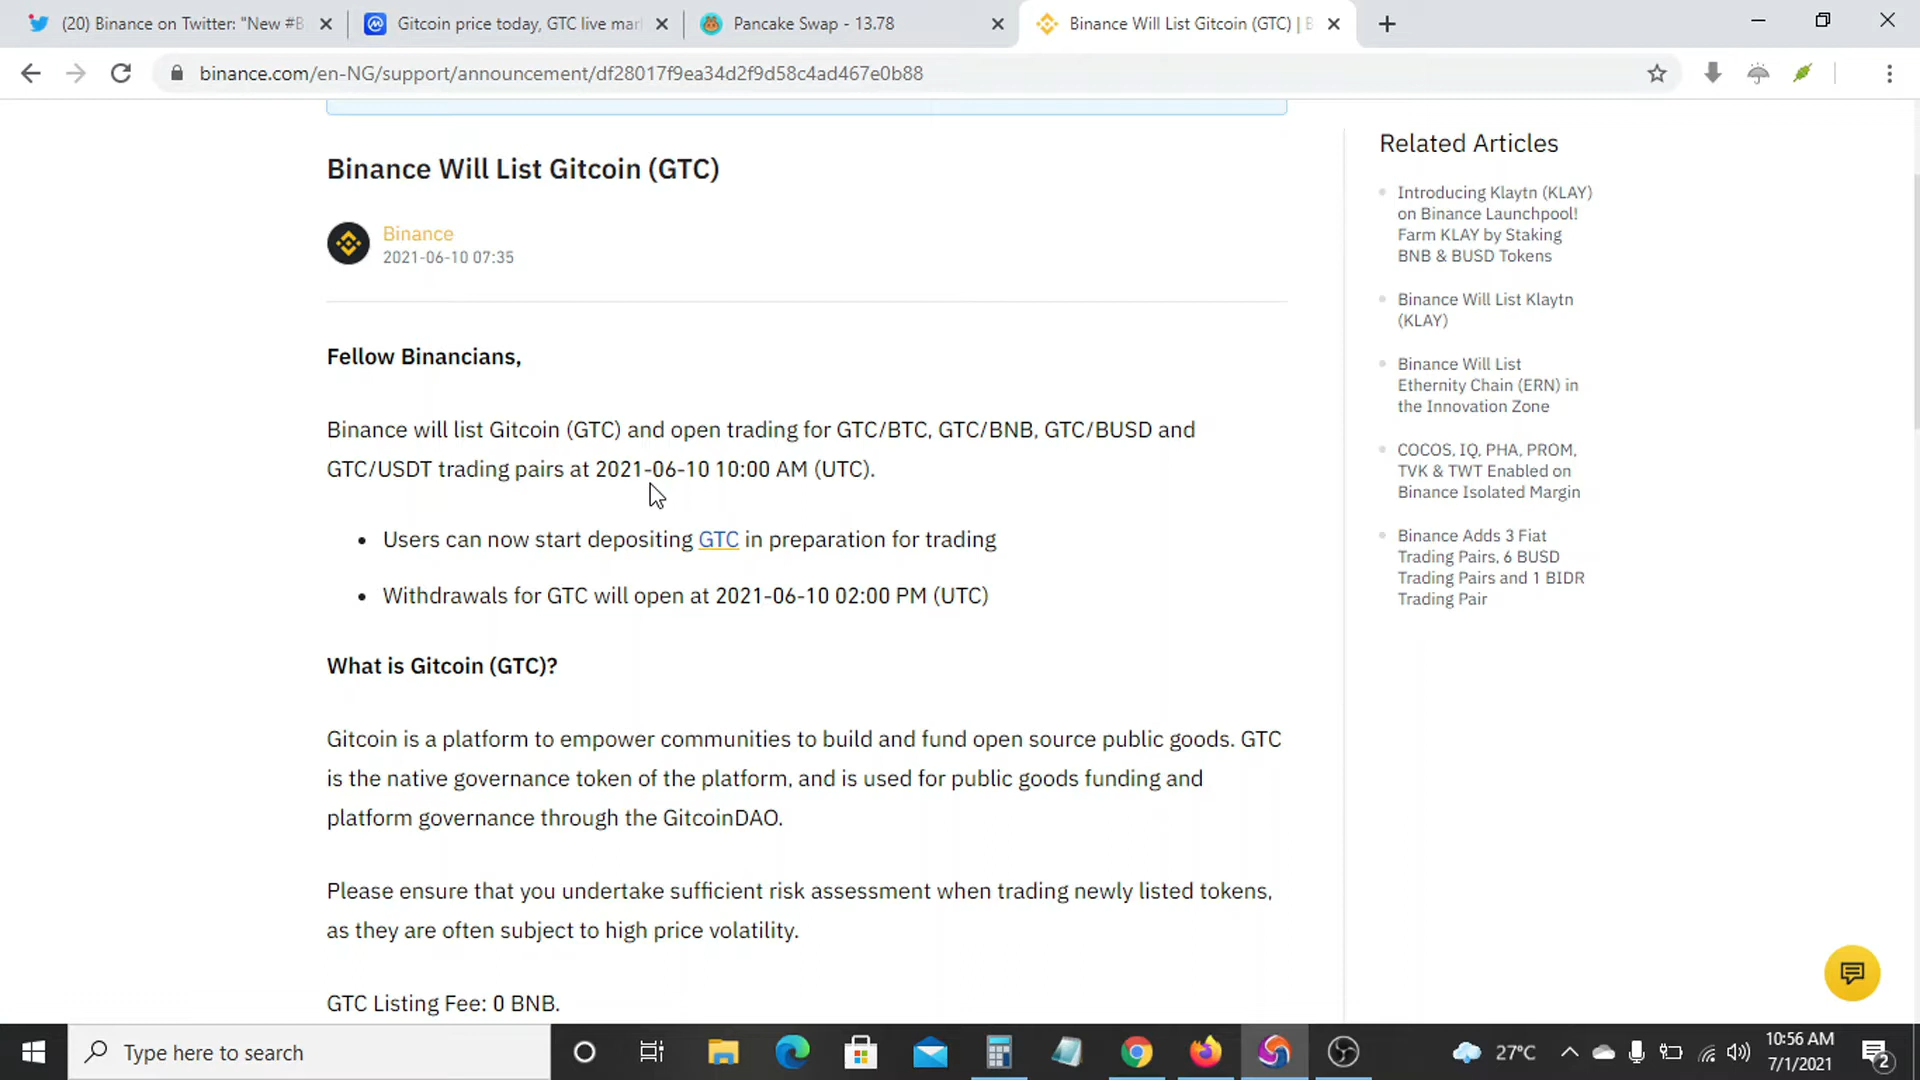 (20) Binance on Twitter: "New #B
Gitcoin price today, GTC live mar
Pancake Swap - 13.78
Binance Will List Gitcoin (GTC) | B
binance.com/en-NG/support/announcement/df28017f9ea34d2f9d58c4ad467e0b88
Binance Will List Gitcoin (GTC)
Binance
2021-06-10 07:35
Fellow Binancians,
Binance will list Gitcoin (GTC) and open trading for GTC/BTC, GTC/BNB, GTC/BUSD and
GTC/USDT trading pairs at 2021-06-10 10:00 AM (UTC).
• Users can now start depositing GTC in preparation for trading
• Withdrawals for GTC will open at 2021-06-10 02:00 PM (UTC)
What is Gitcoin (GTC)?
Gitcoin is a platform to empower communities to build and fund open source public goods. GTC
is the native governance token of the platform, and is used for public goods funding and
platform governance through the GitcoinDAO.
Please ensure that you undertake sufficient risk assessment when trading newly listed tokens,
as they are often subject to high price volatility.
GTC Listing Fee: 0 BNB.
Related Articles
Introducing Klaytn (KLAY)
on Binance Launchpool!
Farm KLAY by Staking
BNB & BUSD Tokens
Binance Will List Klaytn
(KLAY)
Binance Will List
Ethernity Chain (ERN) in
the Innovation Zone
COCOS, IQ, PHA, PROM,
TVK & TWT Enabled on
Binance Isolated Margin
Binance Adds 3 Fiat
Trading Pairs, 6 BUSD
Trading Pairs and 1 BIDR
Trading Pair
Type here to search
27°C
10:56 AM
7/1/2021
2